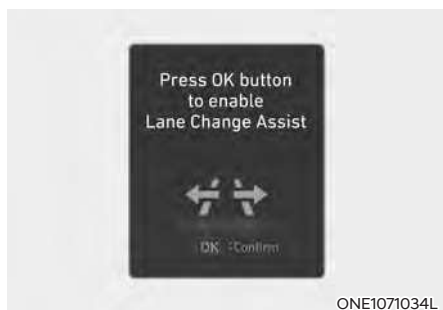 Press OK button
to enable
Lane Change Assist
OK :Confirm
ONE1071034L